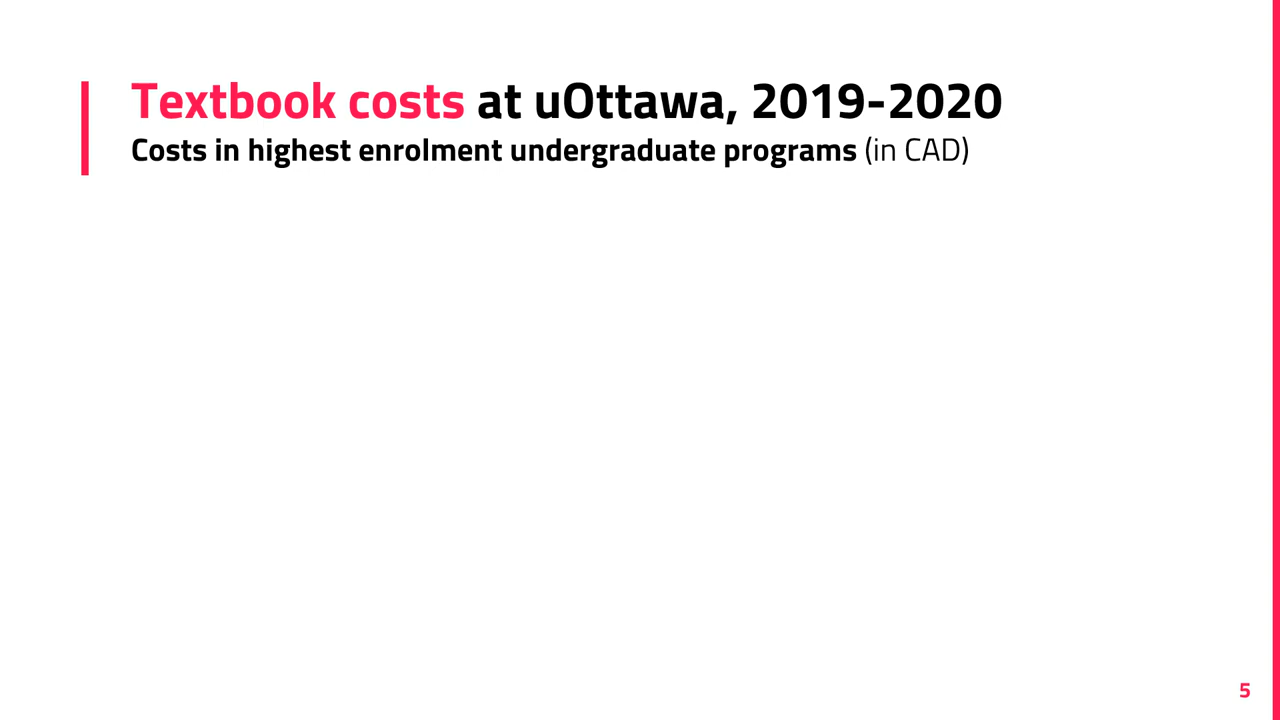 Textbook costs at uOttawa, 2019-2020
Costs in highest enrolment undergraduate programs (in CAD)
5